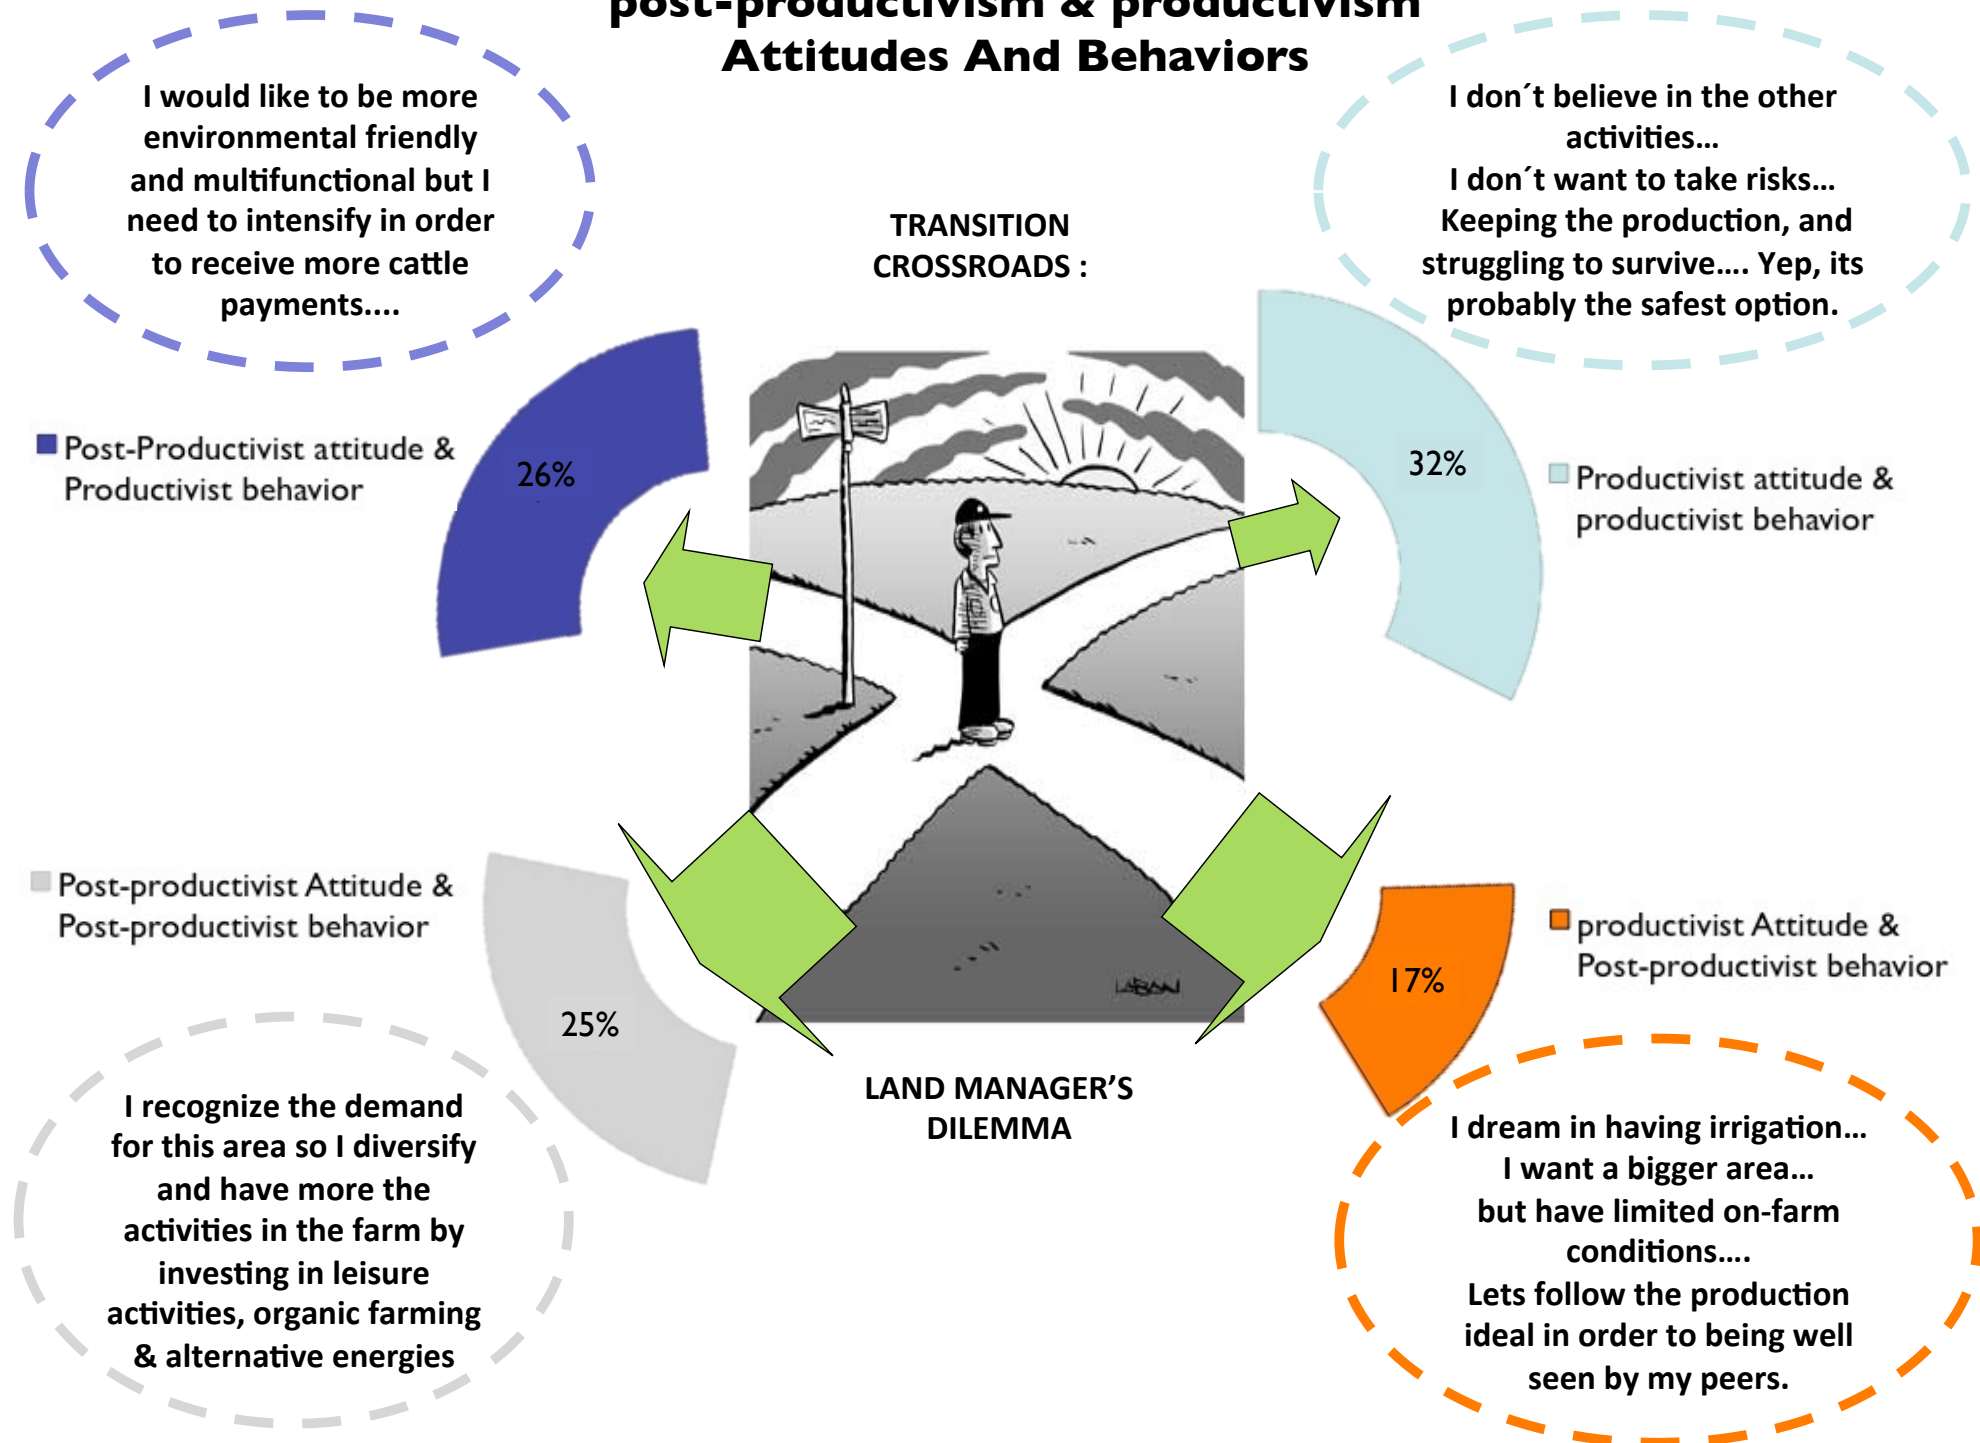 post-productivism & productivism
Attitudes And Behaviors
I would like to be more
environmental friendly
and multifunctional but I
need to intensify in order
to receive more cattle
payments....
I don´t believe in the other
activities…
I don´t want to take risks…
Keeping the production, and
struggling to survive…. Yep, its
probably the safest option.
TRANSITION
CROSSROADS :
Post-Productivist attitude &
Productivist behavior
26%
32%
Productivist attitude &
productivist behavior
Post-productivist Attitude &
Post-productivist behavior
25%
17%
productivist Attitude &
Post-productivist behavior
LABAN
LAND MANAGER’S
DILEMMA
I recognize the demand
for this area so I diversify
and have more the
activities in the farm by
investing in leisure
activities, organic farming
& alternative energies
I dream in having irrigation…
I want a bigger area…
but have limited on-farm
conditions….
Lets follow the production
ideal in order to being well
seen by my peers.